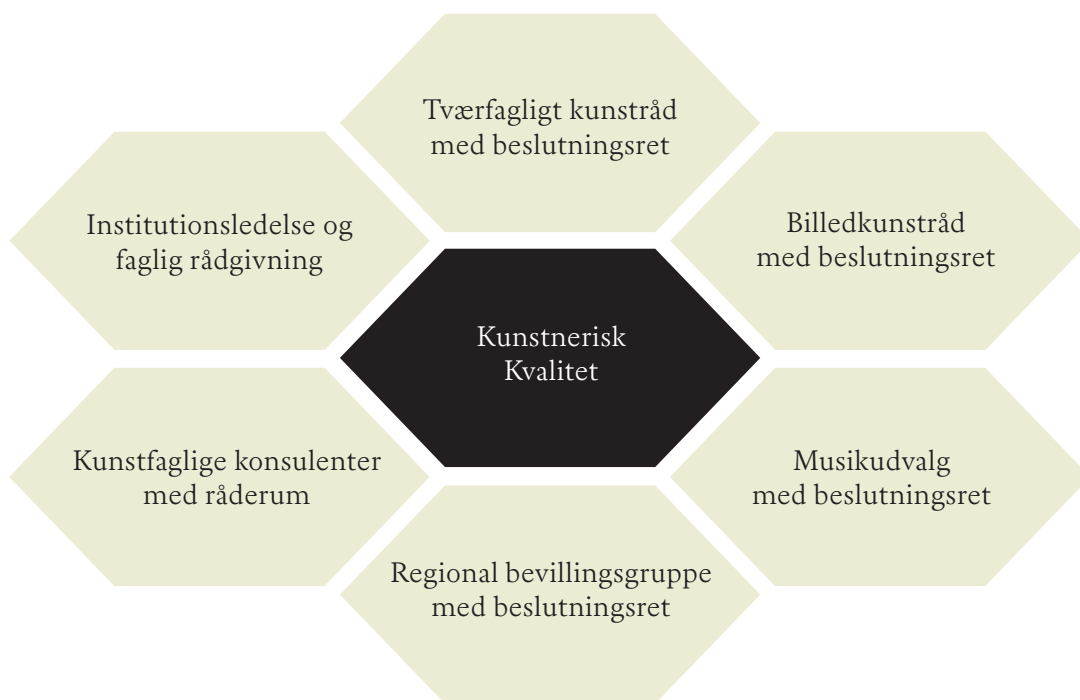 Tværfagligt kunstråd
med beslutningsret
Institutionsledelse og
faglig rådgivning
Billedkunstråd
med beslutningsret
Kunstnerisk
Kvalitet
Kunstfaglige konsulenter
med råderum
Musikudvalg
med beslutningsret
Regional bevillingsgruppe
med beslutningsret